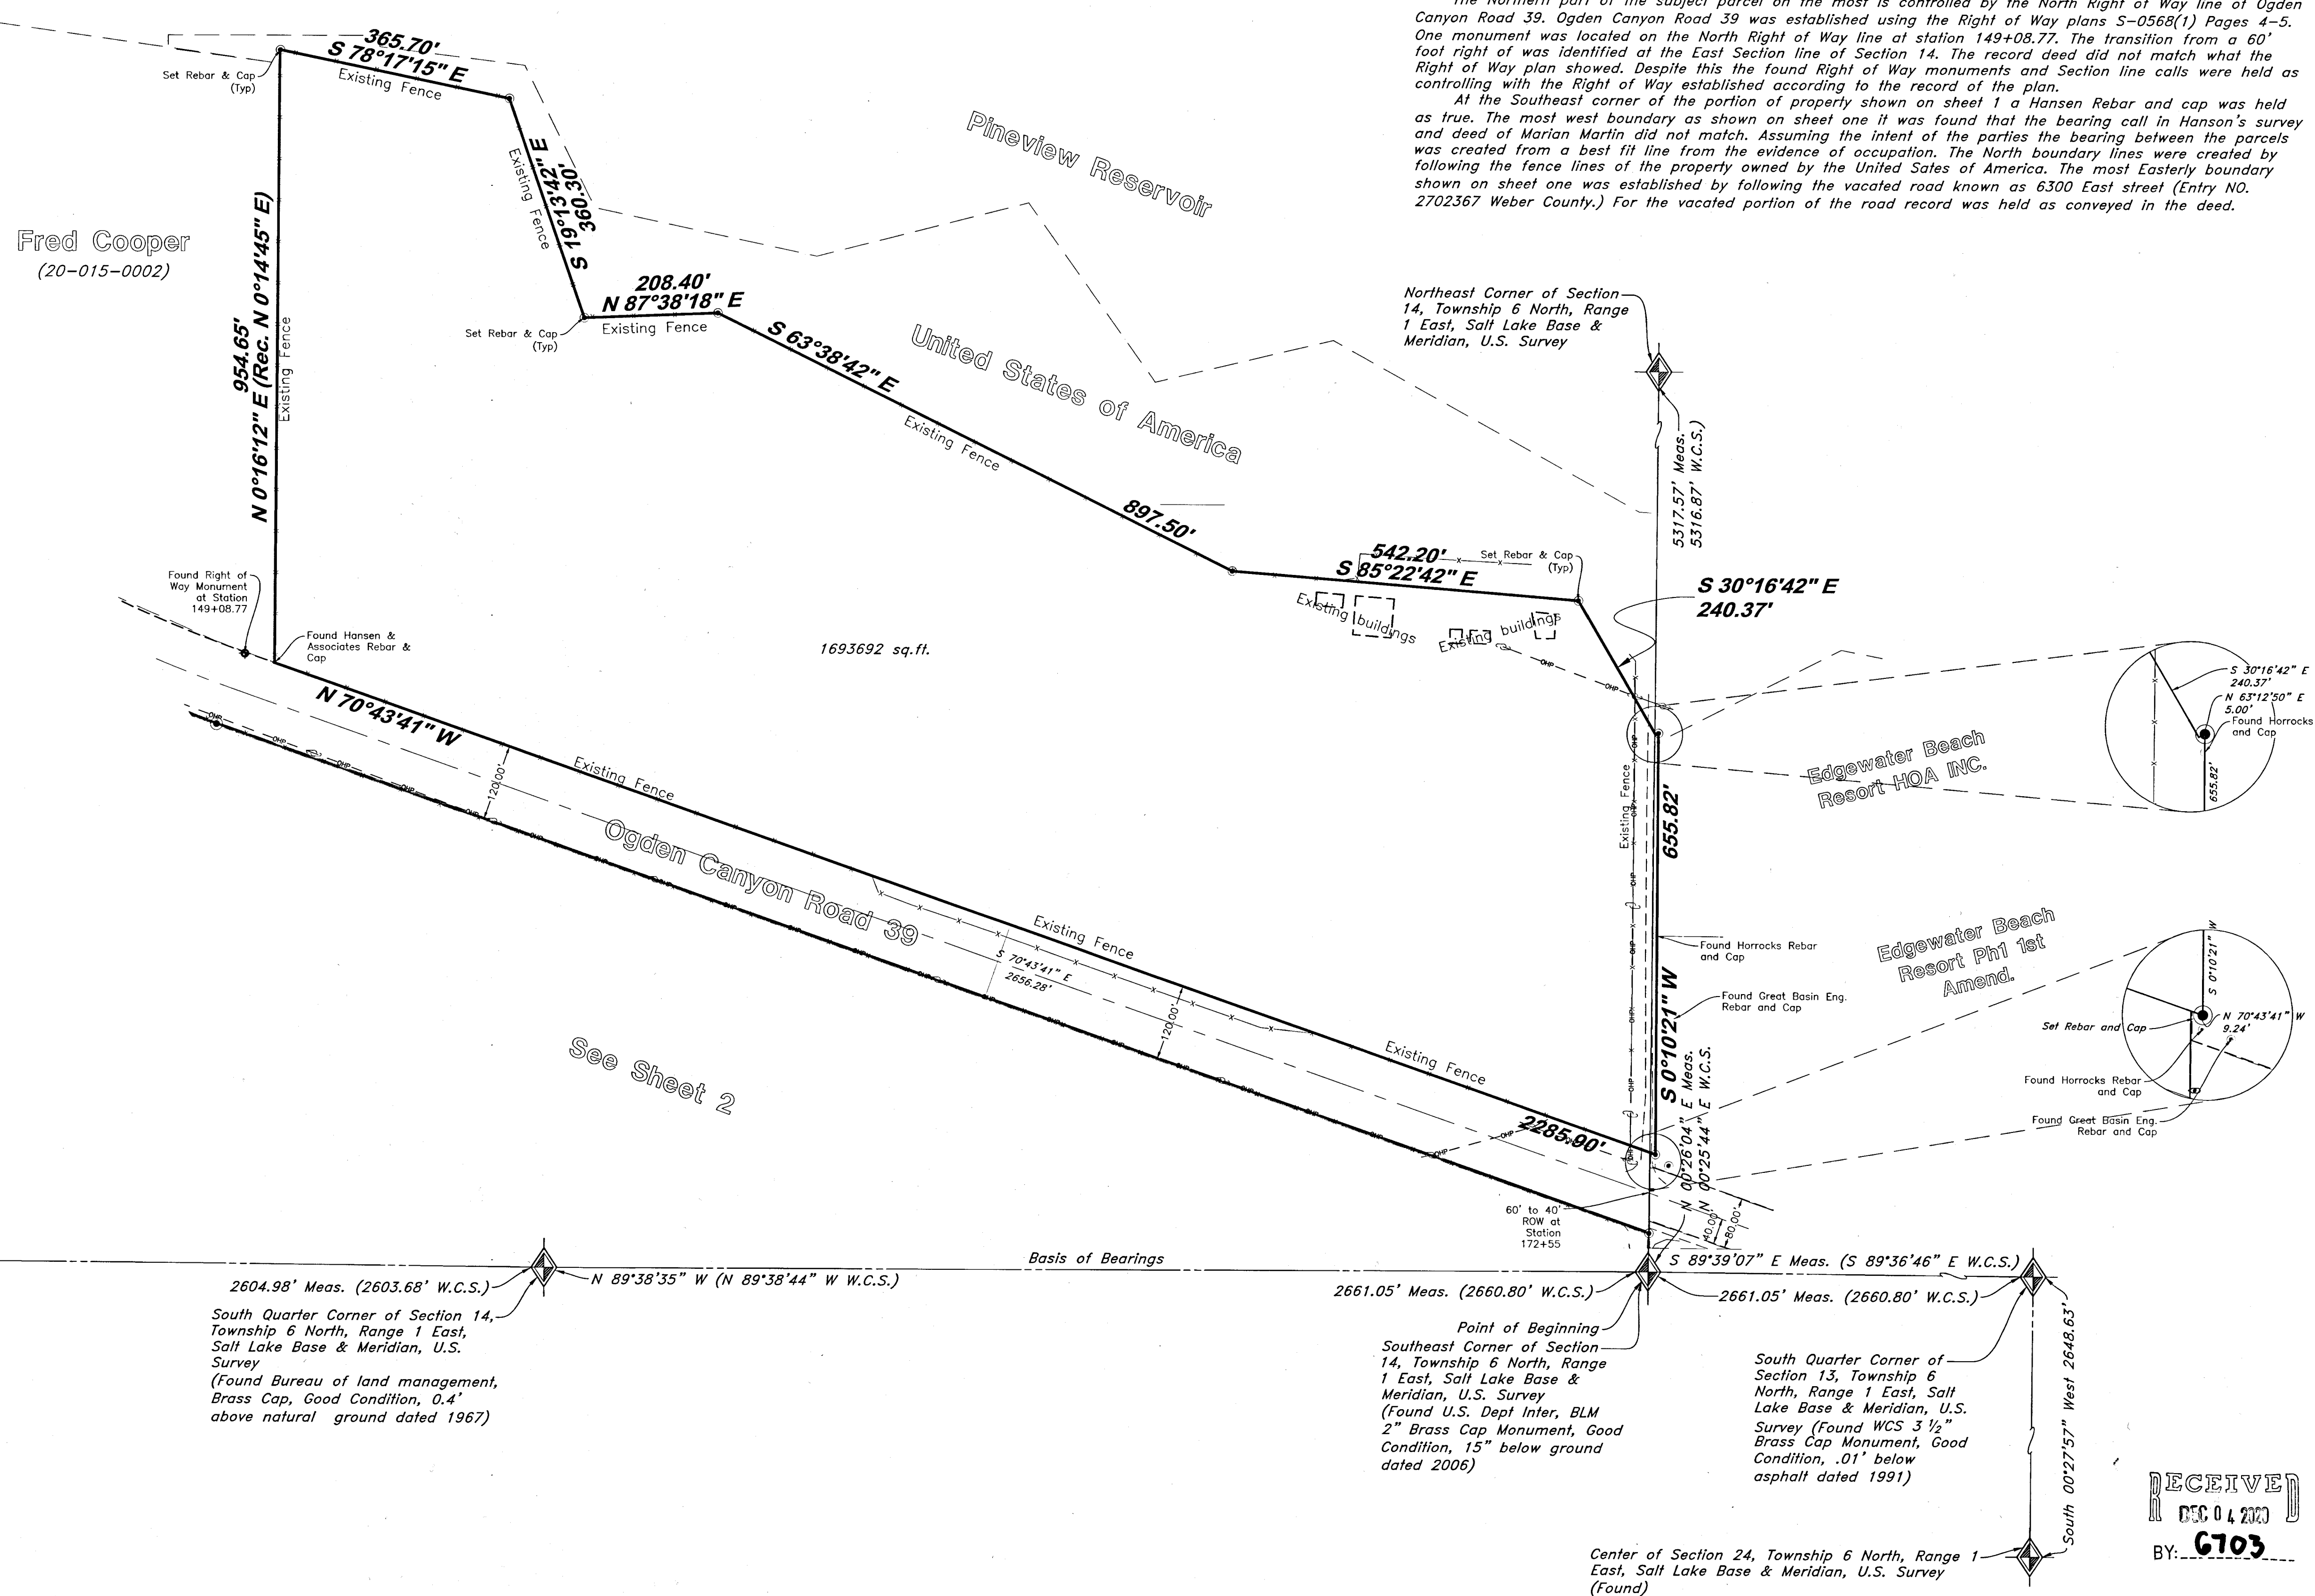 The Northern part of the subject parcel on the most is controlled by the North Right of Way line of Ogden
Canyon Road 39. Ogden Canyon Road 39 was established using the Right of Way plans S-0568(1) Pages 4-5.
One monument was located on the North Right of Way line at station 149+08.77. The transition from a 60'
foot right of was identified at the East Section line of Section 14. The record deed did not match what the
Right of Way plan showed. Despite this the found Right of Way monuments and Section line calls were held as
controlling with the Right of Way established according to the record of the plan.
At the Southeast corner of the portion of property shown on sheet 1 a Hansen Rebar and cap was held
as true. The most west boundary as shown on sheet one it was found that the bearing call in Hanson's survey
and deed of Marian Martin did not match. Assuming the intent of the parties the bearing between the parcels
was created from a best fit line from the evidence of occupation. The North boundary lines were created by
following the fence lines of the property owned by the United Sates of America. The most Easterly boundary
shown on sheet one was established by following the vacated road known as 6300 East street (Entry NO.
2702367 Weber County.) For the vacated portion of the road record was held as conveyed in the deed.
365.70'
S 78°17'15" E
Existing Fence
Set Rebar & Cap
(Typ)
Fred Cooper
(20-015-0002)
954.65'
N 0°16'12" E (Rec. N 0°14'45" E)
Existing Fence
Existing Fence
S 19°13'42" E
360.30'
Pineview Reservoir
208.40'
N 87°38'18" E
Existing Fence
Set Rebar & Cap
(Typ)
S 63°38'42" E
Existing Fence
897.50'
United States of America
Northeast Corner of Section
14, Township 6 North, Range
1 East, Salt Lake Base &
Meridian, U.S. Survey
5317.57' Meas.
5316.87' W.C.S.)
542.20'
S 85°22'42" E
Set Rebar & Cap
(Typ)
S 30°16'42" E
240.37'
Existing buildings
Existing buildings
OHP
OHP
Found Right of
Way Monument
at Station
149+08.77
Found Hansen &
Associates Rebar &
Cap
1693692 sq.ft.
S 30°16'42" E
240.37'
N 63°12'50" E
5.00'
Found Horrocks
and Cap
655.82'
N 70°43'41" W
Existing Fence
120.00'
Edgewater Beach
Resort HOA INC.
Existing Fence
655.82'
Ogden Canyon Road 39
Existing Fence
S 70°43'41" E
2656.28'
120.00'
Found Horrocks Rebar
and Cap
Edgewater Beach
Resort Ph1 1st
Amend.
S 0°10'21" W
Found Great Basin Eng.
Rebar and Cap
S 0°10'21" W
N 70°43'41" W
9.24'
Set Rebar and Cap
Found Horrocks Rebar
and Cap
Found Great Basin Eng.
Rebar and Cap
See Sheet 2
Existing Fence
2285.90'
N 00°26'04" E Meas.
N 00°25'44" E W.C.S.
60' to 40'
ROW at
Station
172+55
40.00'
80.00'
Basis of Bearings
S 89°39'07" E Meas. (S 89°36'46" E W.C.S.)
2604.98' Meas. (2603.68' W.C.S.)
N 89°38'35" W (N 89°38'44" W W.C.S.)
2661.05' Meas. (2660.80' W.C.S.)
2661.05' Meas. (2660.80' W.C.S.)
South Quarter Corner of Section 14,
Township 6 North, Range 1 East,
Salt Lake Base & Meridian, U.S.
Survey
(Found Bureau of land management,
Brass Cap, Good Condition, 0.4'
above natural ground dated 1967)
Point of Beginning
Southeast Corner of Section
14, Township 6 North, Range
1 East, Salt Lake Base &
Meridian, U.S. Survey
(Found U.S. Dept Inter, BLM
2" Brass Cap Monument, Good
Condition, 15" below ground
dated 2006)
South Quarter Corner of
Section 13, Township 6
North, Range 1 East, Salt
Lake Base & Meridian, U.S.
Survey (Found WCS 3 ½"
Brass Cap Monument, Good
Condition, .01' below
asphalt dated 1991)
South 00°27'57" West 2648.63'
Center of Section 24, Township 6 North, Range 1
East, Salt Lake Base & Meridian, U.S. Survey
(Found)
RECEIVED
DEC 04 2020
BY: 6703